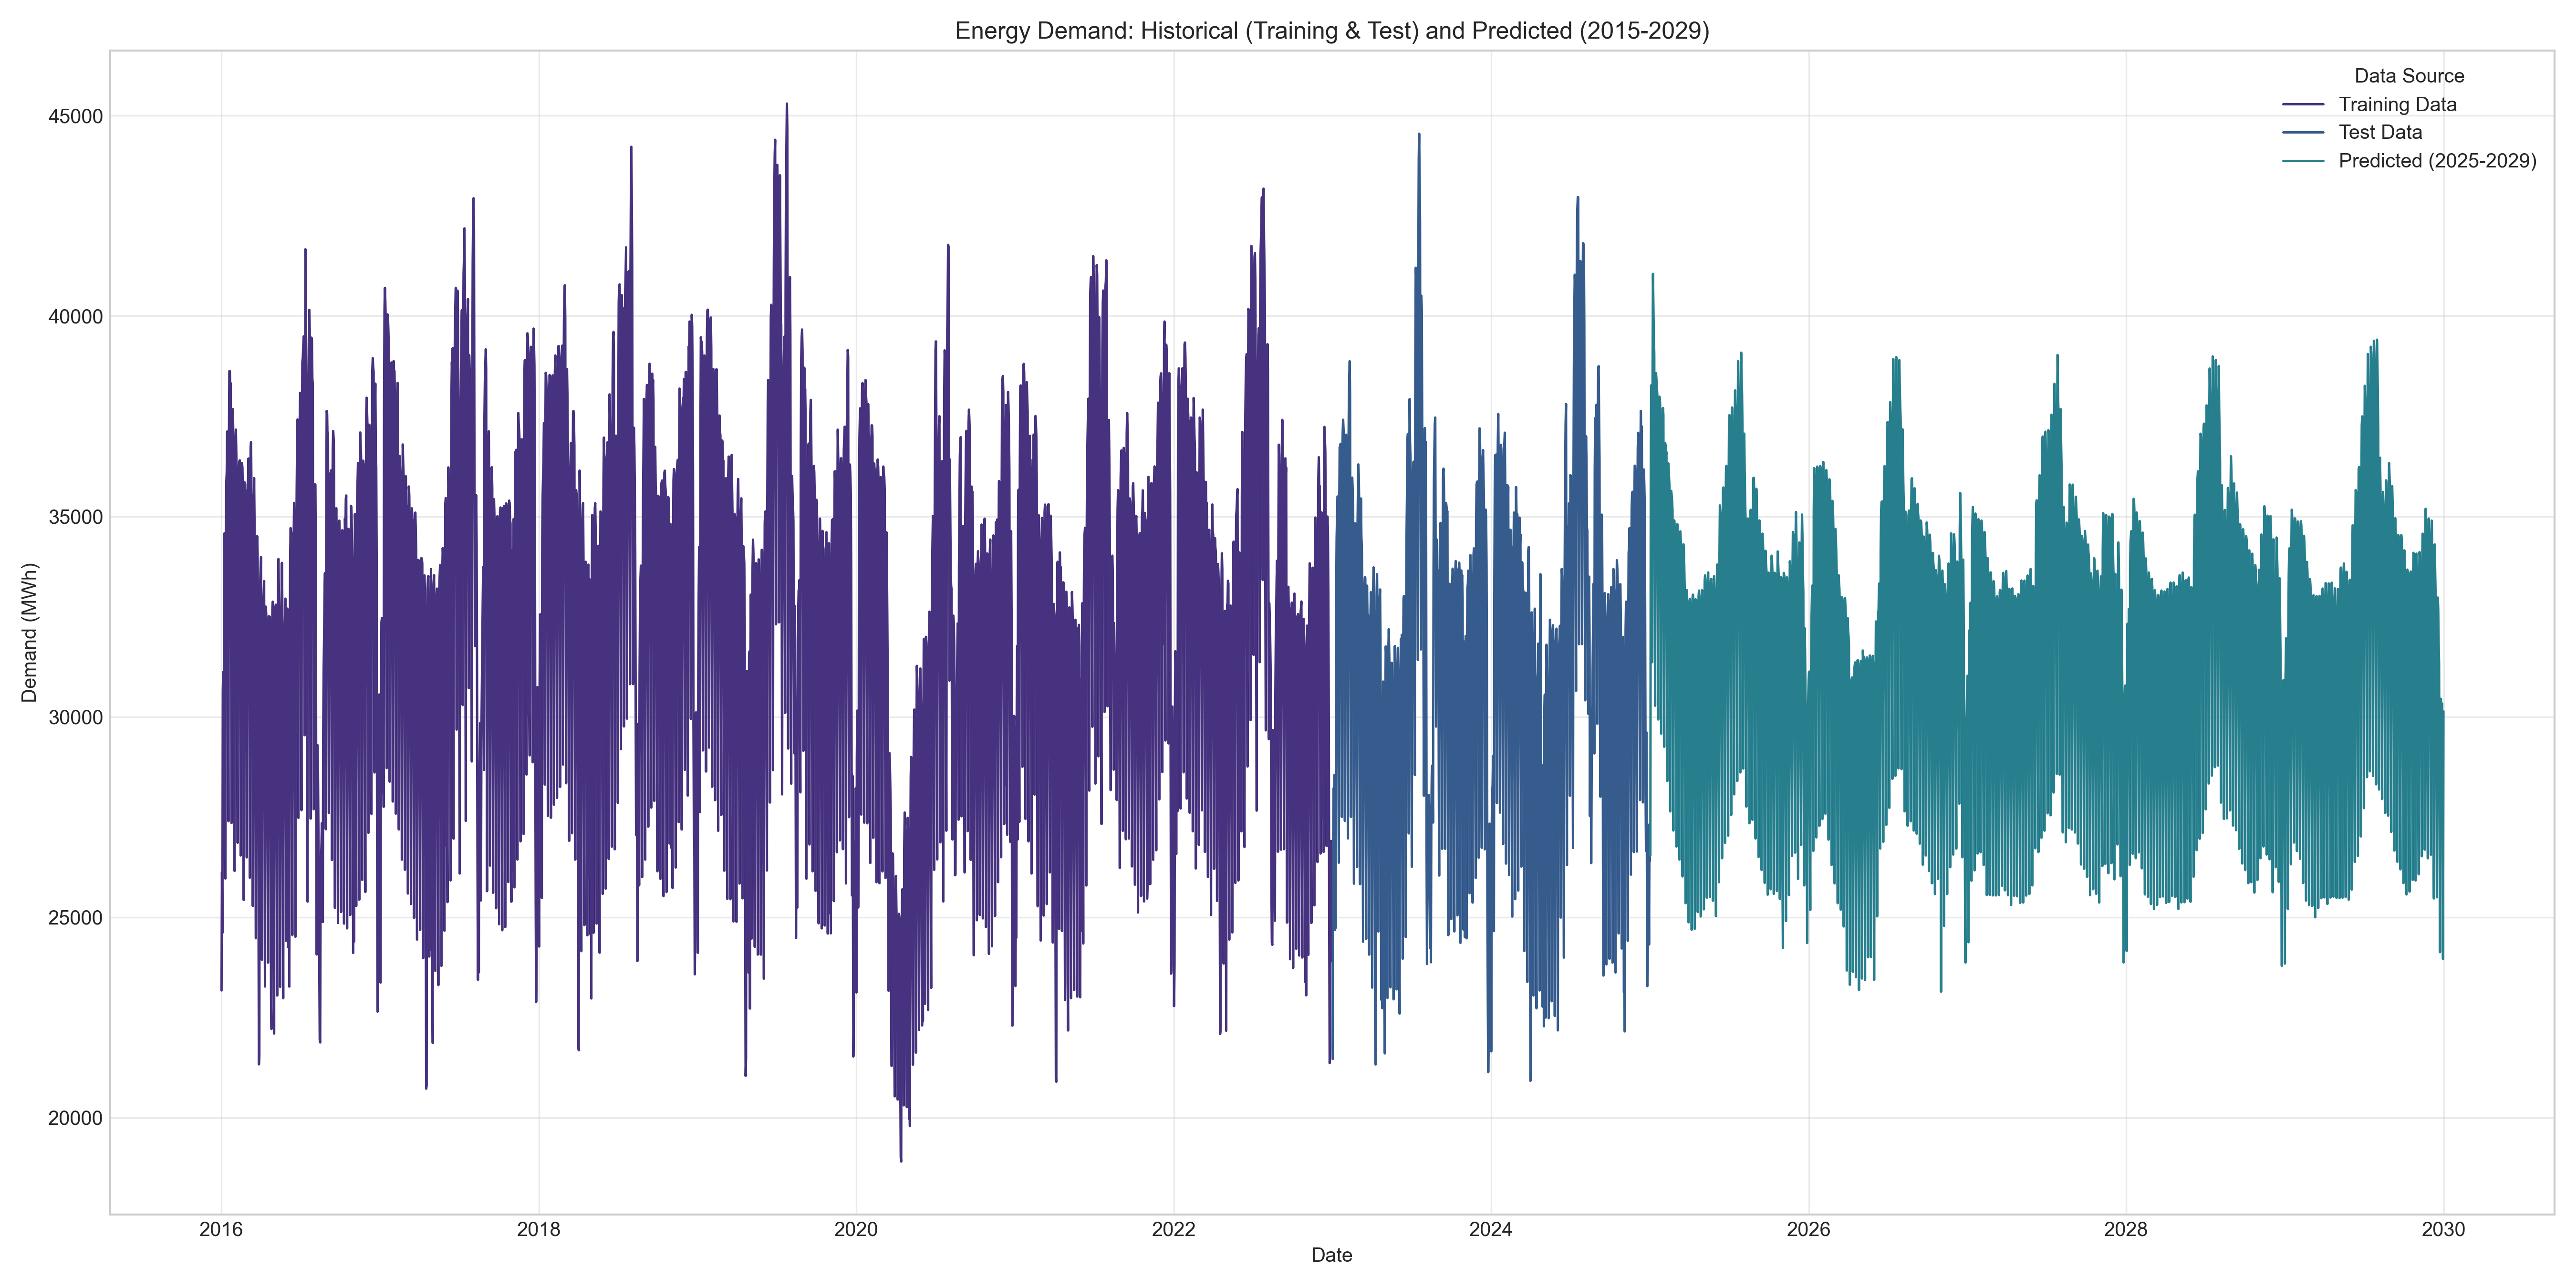 Energy Demand: Historical (Training & Test) and Predicted (2015-2029)
Data Source
Training Data
Test Data
Predicted (2025-2029)
45000
40000
35000
30000
25000
20000
Demand (MWh)
2016 2018 2020 2022 2024 2026 2028 2030
Date